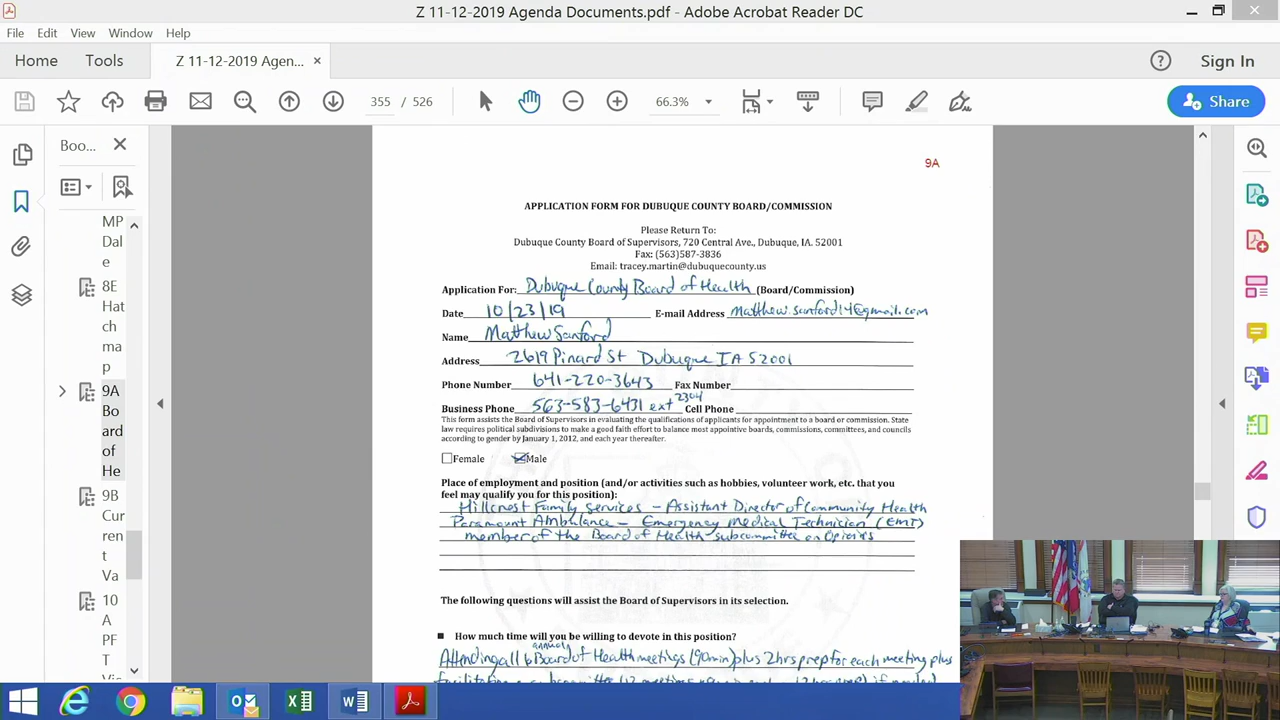 Z 11-12-2019 Agenda Documents.pdf - Adobe Acrobat Reader DC
File Edit View Window Help
Home Tools Z 11-12-2019 Agen... × Sign In
355 / 526 66.3% Share
Boo...
MP
Dale
8E
Hat
ch
ma
p
9A
Bo
ard
of
He
9B
Cur
ren
t
Va
10
A
PF
T
9A
APPLICATION FORM FOR DUBUQUE COUNTY BOARD/COMMISSION
Please Return To:
Dubuque County Board of Supervisors, 720 Central Ave., Dubuque, IA. 52001
Fax: (563)587-3836
Email: tracey.martin@dubuquecounty.us
Application For: Dubuque County Board of Health (Board/Commission)
Date 10/23/19 E-mail Address matthew.sanford14@gmail.com
Name Matthew Sanford
Address 2619 Pinard St Dubuque IA 52001
Phone Number 641-220-3643 Fax Number
Business Phone 563-583-6431 ext 2304 Cell Phone
This form assists the Board of Supervisors in evaluating the qualifications of applicants for appointment to a board or commission. State
law requires political subdivisions to make a good faith effort to balance most appointive boards, commissions, committees, and councils
according to gender by January 1, 2012, and each year thereafter.
Female Male
Place of employment and position (and/or activities such as hobbies, volunteer work, etc. that you
feel may qualify you for this position):
Hillcrest Family Services - Assistant Director of Community Health
Paramount Ambulance - Emergency Medical Technician (EMT)
member of the Board of Health subcommittee on Opioids
The following questions will assist the Board of Supervisors in its selection.
How much time will you be willing to devote in this position?
Attending all 6 annual Board of Health meetings (90min) plus 2hrs prep for each meeting plus